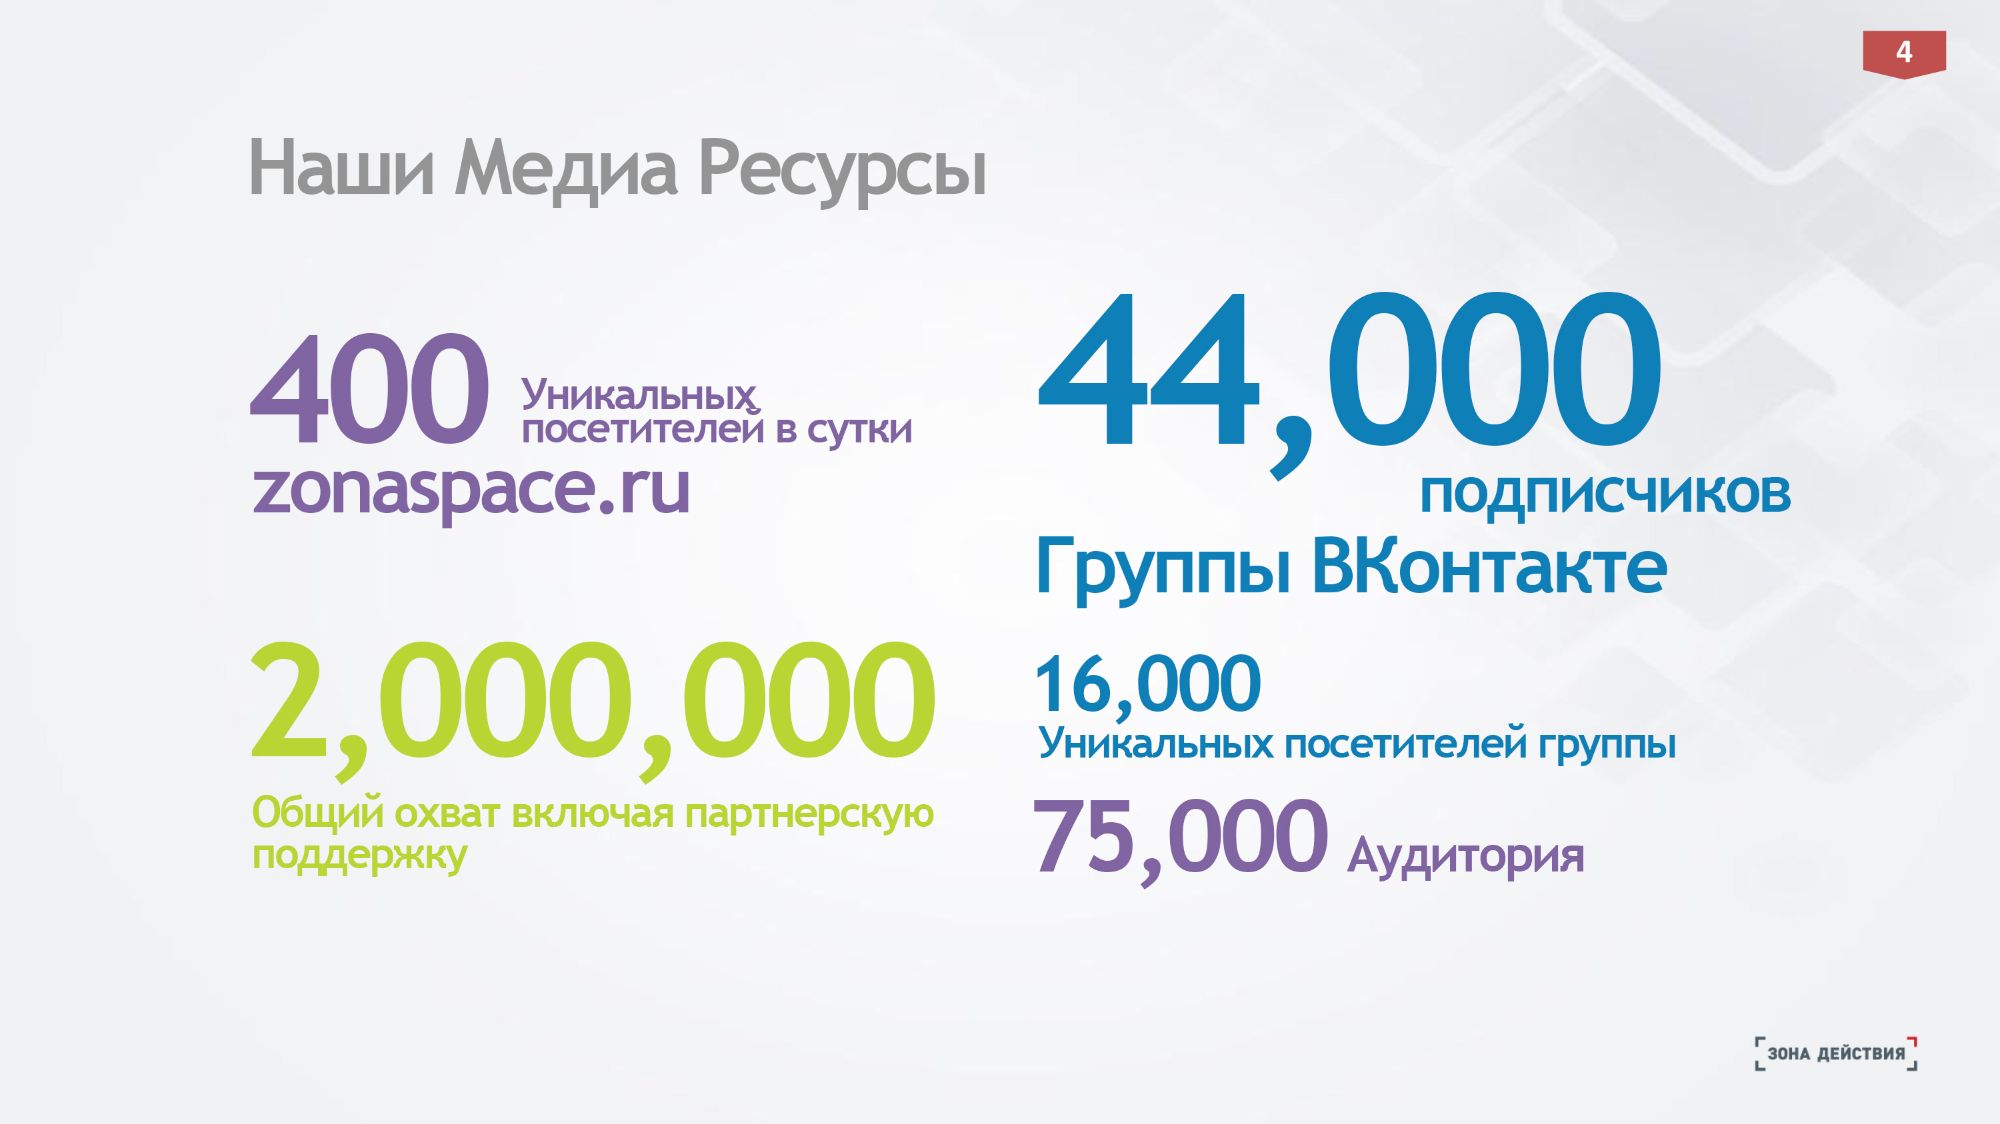 4
Наши Медиа Ресурсы
400 Уникальных
посетителей в сутки
zonaspace.ru
2,000,000
Общий охват включая партнерскую
поддержку
44,000
подписчиков
Группы ВКонтакте
16,000
Уникальных посетителей группы
75,000 Аудитория
ЗОНА ДЕЙСТВИЯ